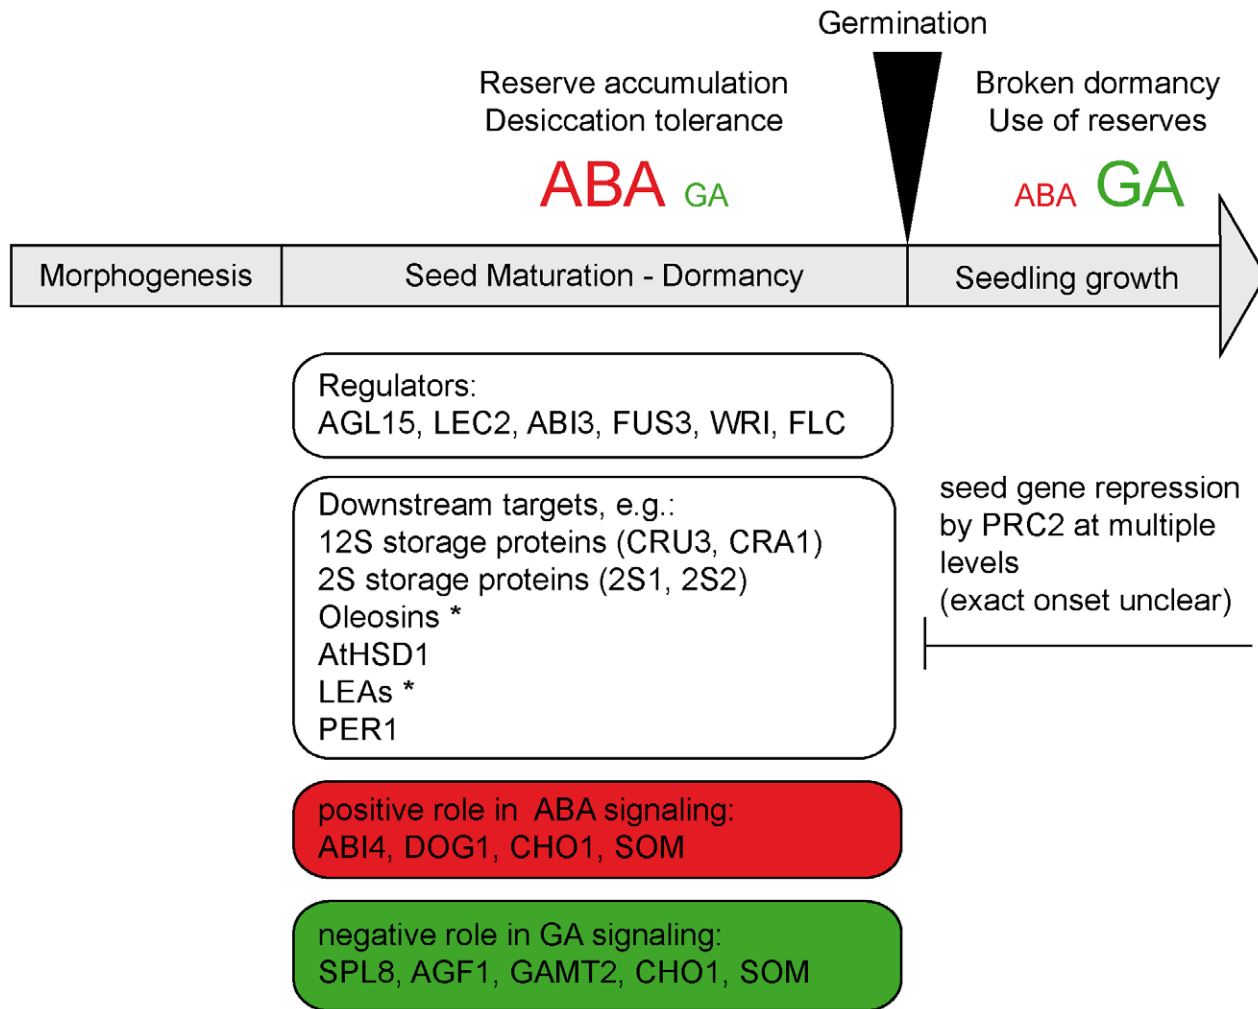 Germination
Reserve accumulation
Desiccation tolerance
Broken dormancy
Use of reserves
ABA GA
ABA GA
Morphogenesis
Seed Maturation - Dormancy
Seedling growth
Regulators:
AGL15, LEC2, ABI3, FUS3, WRI, FLC
Downstream targets, e.g.:
12S storage proteins (CRU3, CRA1)
2S storage proteins (2S1, 2S2)
Oleosins *
AtHSD1
LEAs *
PER1
seed gene repression
by PRC2 at multiple
levels
(exact onset unclear)
positive role in ABA signaling:
ABI4, DOG1, CHO1, SOM
negative role in GA signaling:
SPL8, AGF1, GAMT2, CHO1, SOM